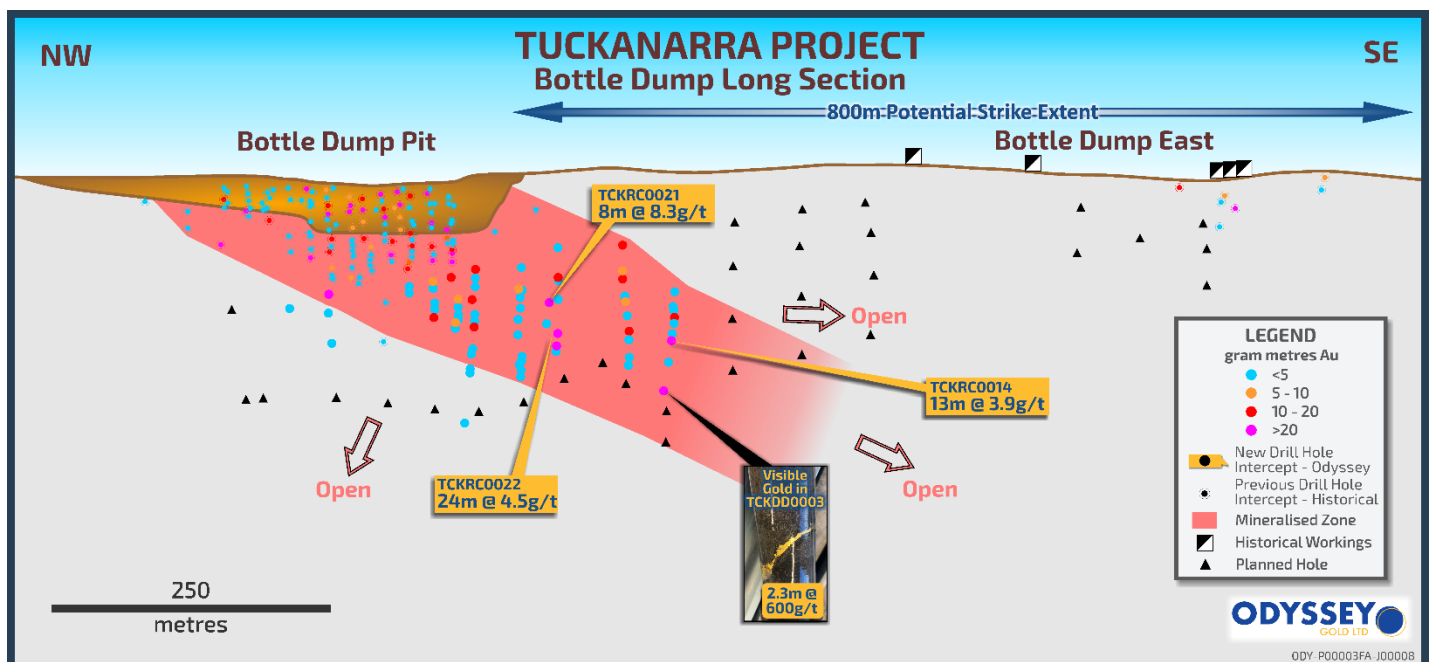 NW
TUCKANARRA PROJECT
SE
Bottle Dump Long Section
800m Potential Strike Extent
Bottle Dump Pit
Bottle Dump East
TCKRC0021
8m @ 8.3g/t
Open
TCKRC0014
13m @ 3.9g/t
Open
Open
TCKRC0022
24m @ 4.5g/t
Visible
Gold in
TCKDD0003
2.3m @
600g/t
LEGEND
gram metres Au
<5
5 - 10
10 - 20
>20
New Drill Hole
Intercept - Odyssey
Previous Drill Hole
Intercept - Historical
Mineralised Zone
Historical Workings
Planned Hole
250
metres
ODYSSEY
GOLD LTD
ODY-P00003FA-J00008